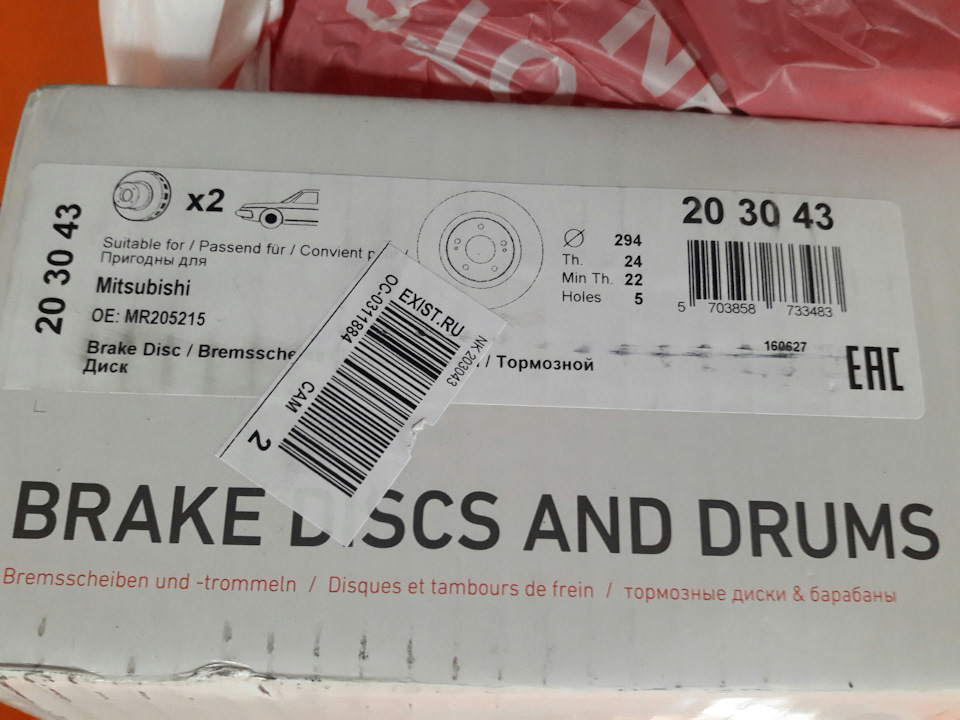 20 30 43
x2
Suitable for / Passend für / Convient p
Пригодны для
Mitsubishi
OE: MR205215
Brake Disc / Bremssche
/ Тормозной
Диск
294
Th. 24
Min Th. 22
Holes 5
20 30 43
5 703858 733483
160627
EAC
EXIST.RU
OC-0311884
NK 203043
CAM
2
BRAKE DISCS AND DRUMS
Bremsscheiben und -trommeln / Disques et tambours de frein / тормозные диски & барабаны